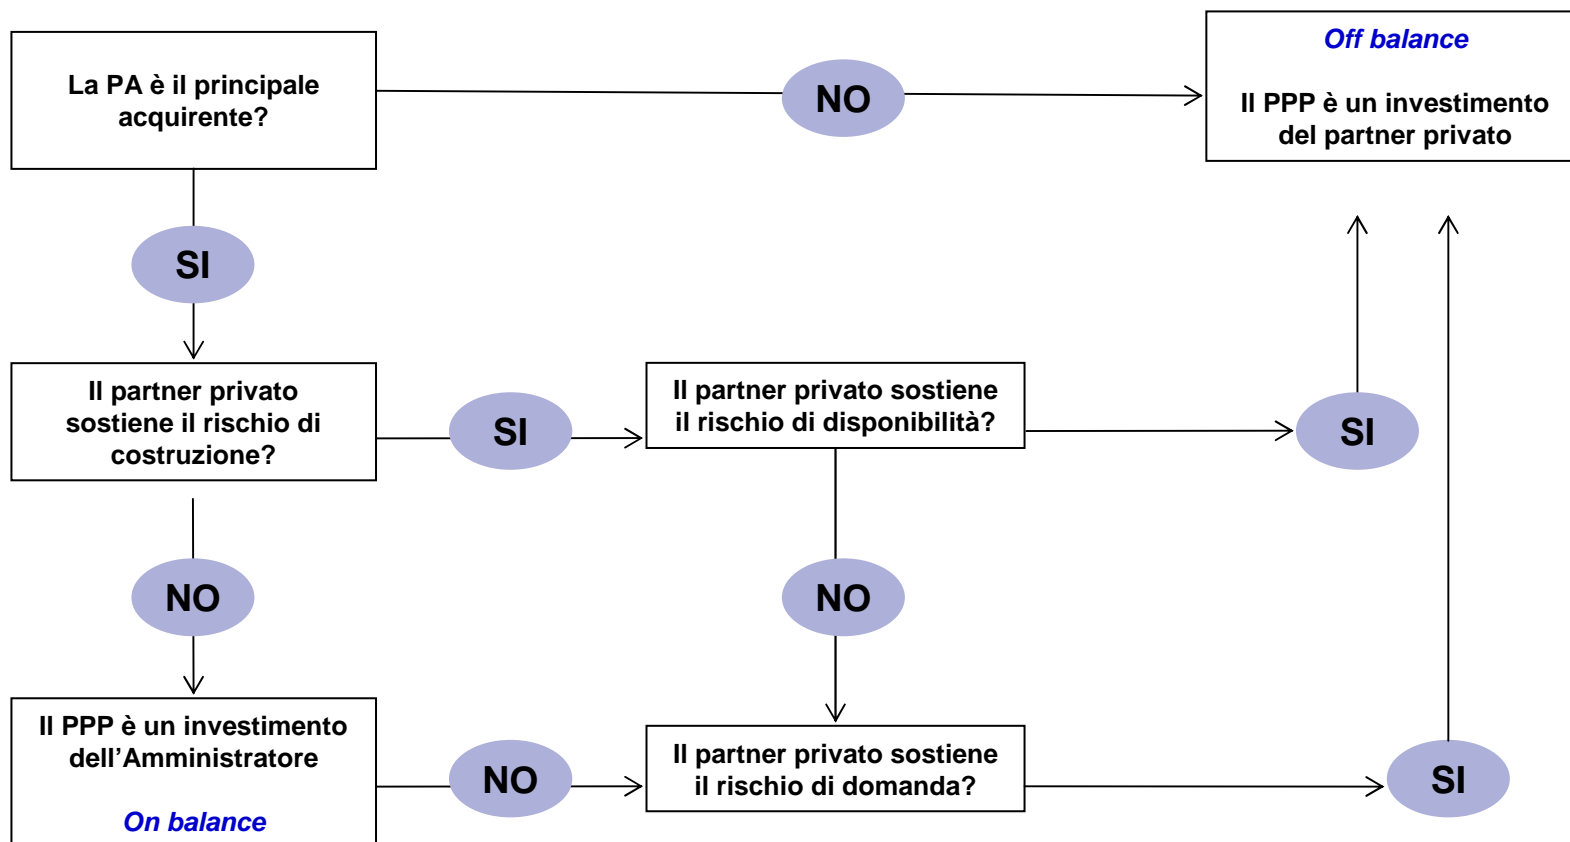 La PA è il principale
acquirente?
NO
Off balance
Il PPP è un investimento
del partner privato
SI
Il partner privato
sostiene il rischio di
costruzione?
SI
Il partner privato sostiene
il rischio di disponibilità?
SI
NO
NO
Il PPP è un investimento
dell’Amministratore
On balance
NO
Il partner privato sostiene
il rischio di domanda?
SI